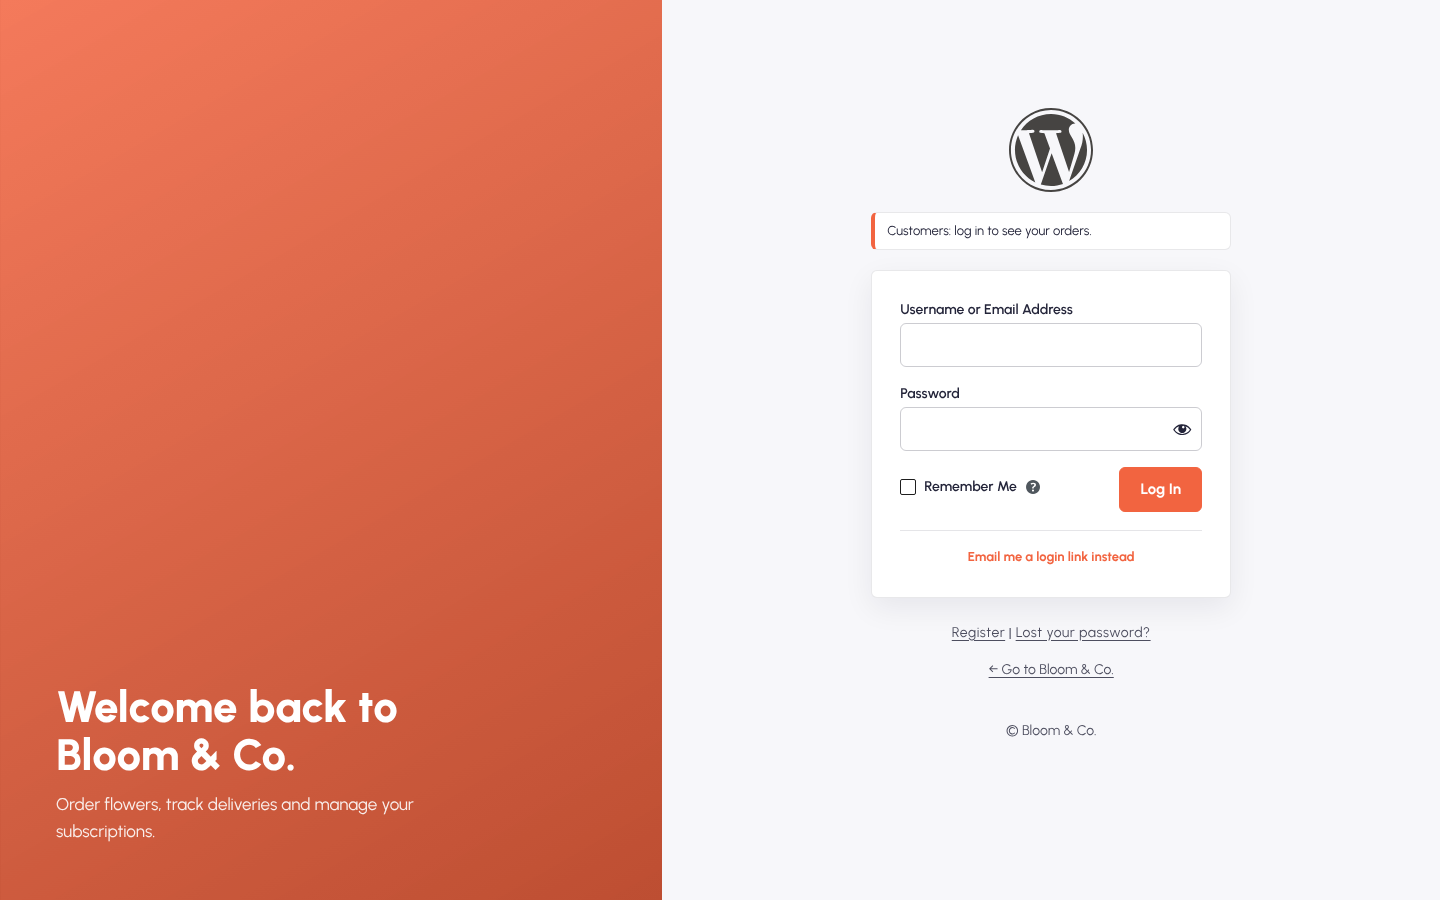 Welcome back to
Bloom & Co.
Order flowers, track deliveries and manage your
subscriptions.
W
Customers: log in to see your orders.
Username or Email Address
Password
Remember Me ?
Log In
Email me a login link instead
Register | Lost your password?
← Go to Bloom & Co.
© Bloom & Co.